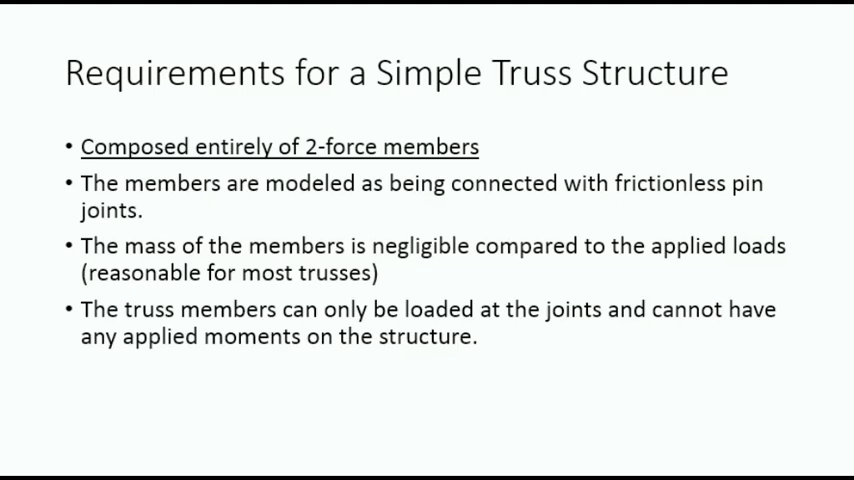 Requirements for a Simple Truss Structure
• Composed entirely of 2-force members
• The members are modeled as being connected with frictionless pin
joints.
• The mass of the members is negligible compared to the applied loads
(reasonable for most trusses)
• The truss members can only be loaded at the joints and cannot have
any applied moments on the structure.